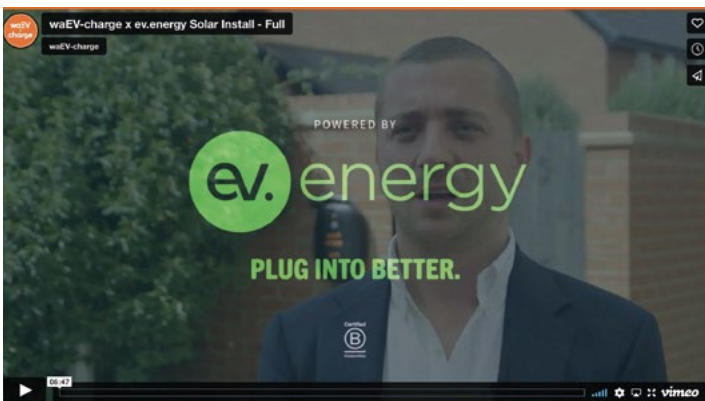 waEV-charge x ev.energy Solar Install - Full
waEV-charge
waEV
charge
POWERED BY
ev. energy
PLUG INTO BETTER.
Certified
B
Corporation
06:47
vimeo